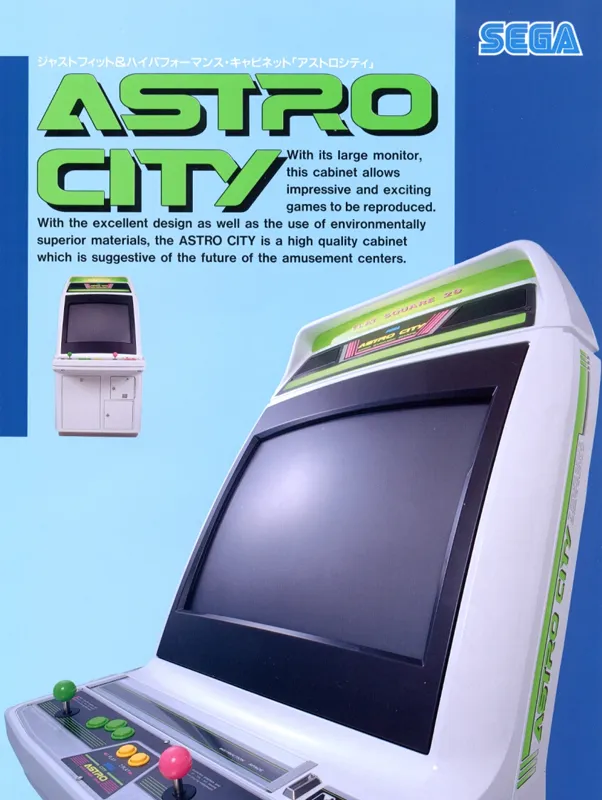 SEGA
ジャストフィット&ハイパフォーマンス・キャビネット「アストロシティ」
ASTRO
CITY
With its large monitor,
this cabinet allows
impressive and exciting
games to be reproduced.
With the excellent design as well as the use of environmentally
superior materials, the ASTRO CITY is a high quality cabinet
which is suggestive of the future of the amusement centers.
FLAT SQUARE 29
ASTRO CITY
ASTRO CITY
ASTRO